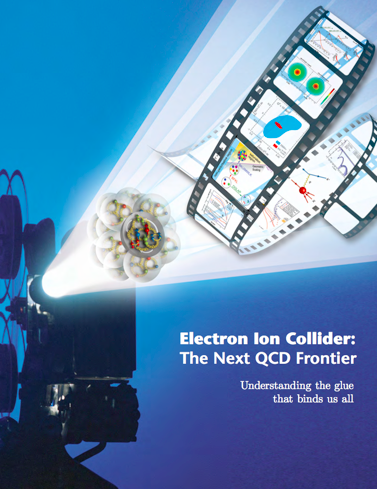 Electron Ion Collider:
The Next QCD Frontier
Understanding the glue
that binds us all